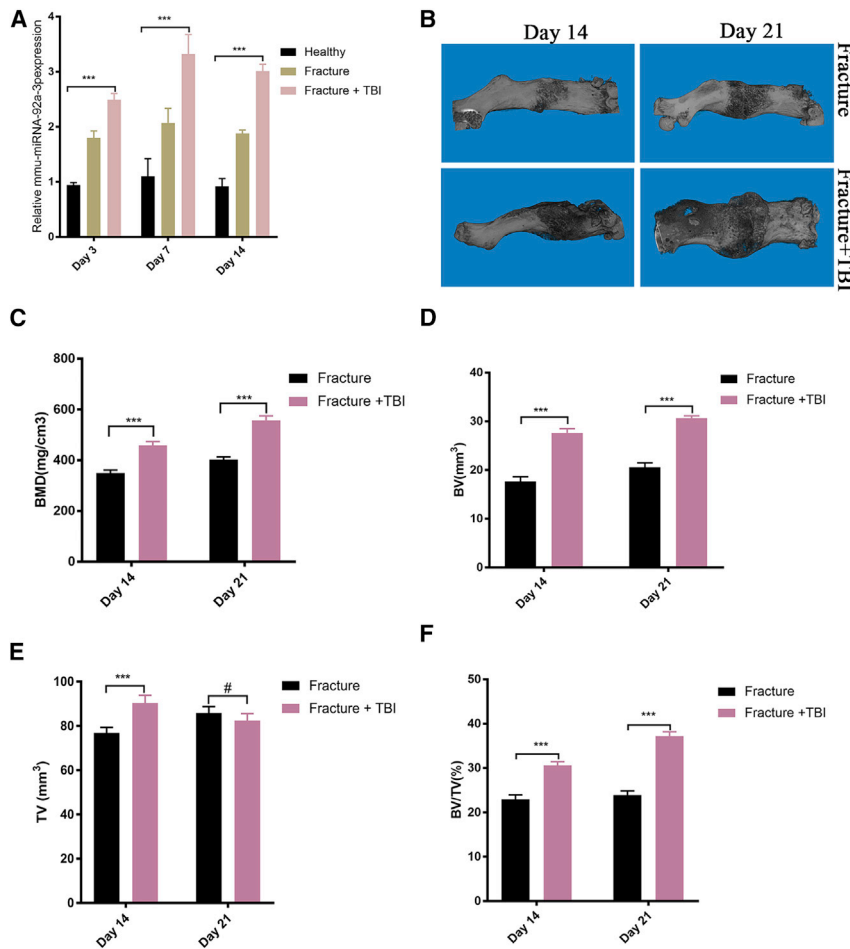 A
Relative mmu-miRNA-92a-3pexpression
4
3
2
1
0
***
***
***
Healthy
Fracture
Fracture + TBI
Day 3
Day 7
Day 14
B
Day 14
Day 21
Fracture
Fracture+TBI
C
BMD(mg/cm3)
800
600
400
200
0
***
***
Fracture
Fracture +TBI
Day 14
Day 21
D
BV(mm³)
40
30
20
10
0
***
***
Fracture
Fracture +TBI
Day 14
Day 21
E
TV (mm³)
100
80
60
40
20
0
***
#
Fracture
Fracture + TBI
Day 14
Day 21
F
BV/TV(%)
50
40
30
20
10
0
***
***
Fracture
Fracture +TBI
Day 14
Day 21